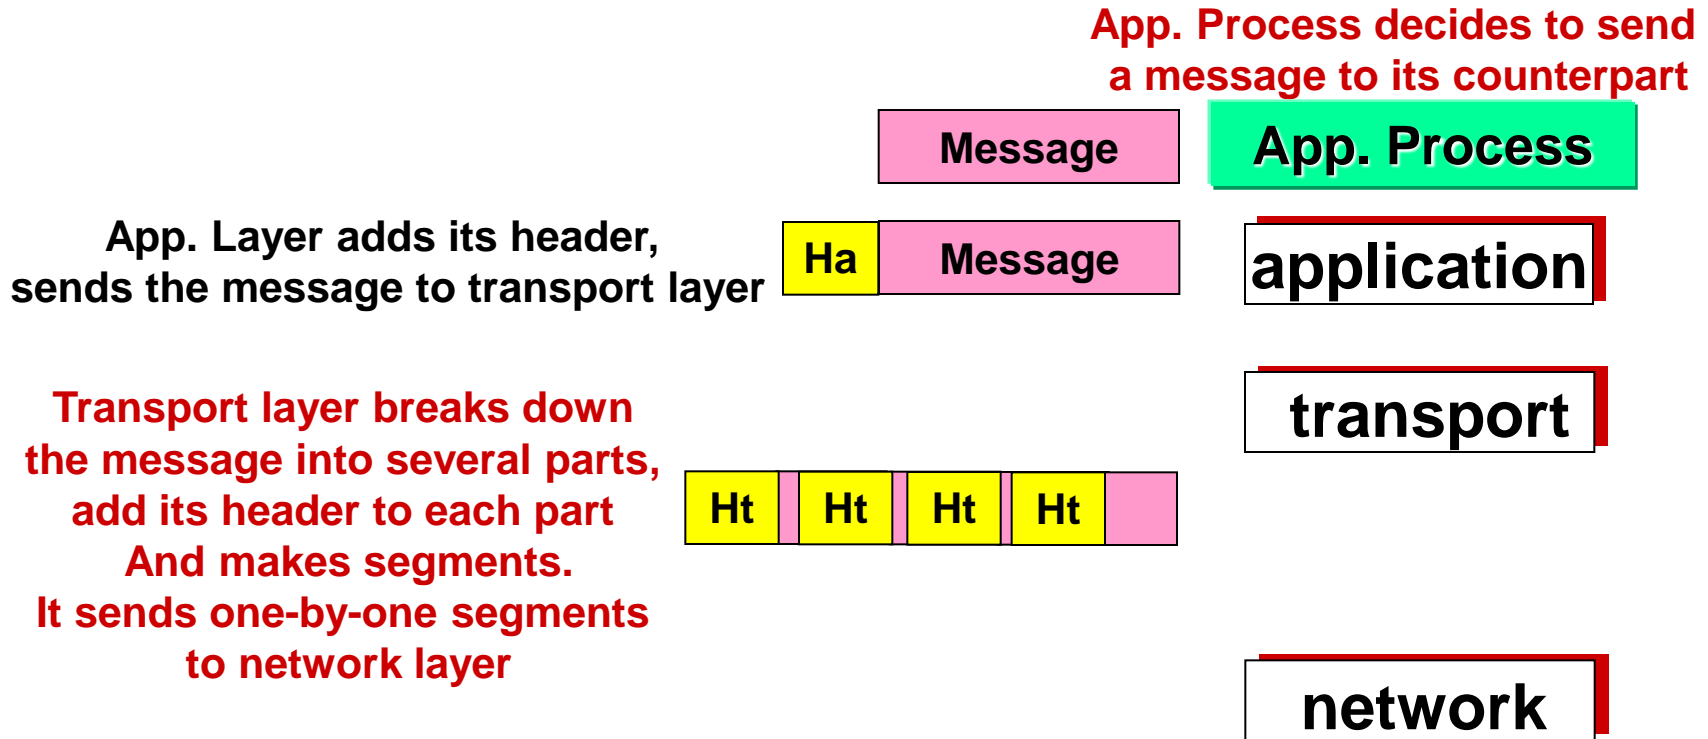 App. Process decides to send
a message to its counterpart
Message
App. Process
App. Layer adds its header,
sends the message to transport layer
Ha
Message
application
transport
Transport layer breaks down
the message into several parts,
add its header to each part
And makes segments.
It sends one-by-one segments
to network layer
Ht Ht Ht Ht
network